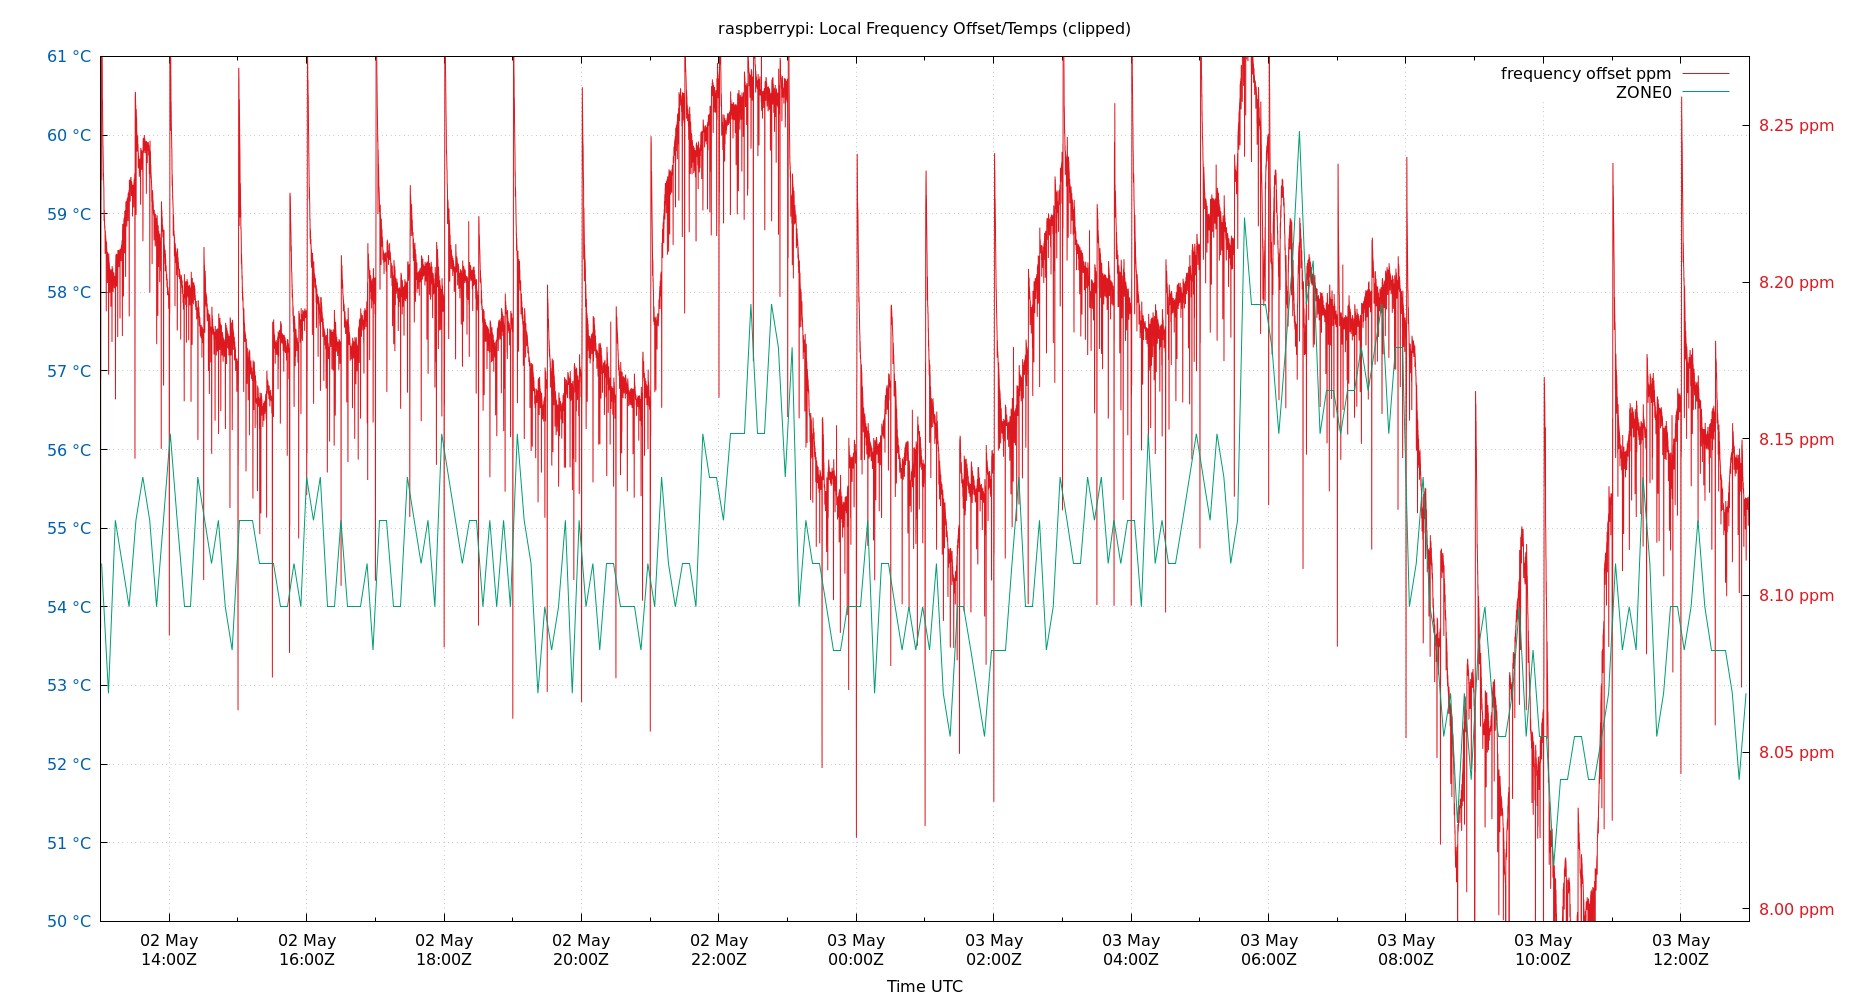 raspberrypi: Local Frequency Offset/Temps (clipped)
frequency offset ppm
ZONE0
61 °C
60 °C
59 °C
58 °C
57 °C
56 °C
55 °C
54 °C
53 °C
52 °C
51 °C
50 °C
8.25 ppm
8.20 ppm
8.15 ppm
8.10 ppm
8.05 ppm
8.00 ppm
02 May 02 May 02 May 02 May 02 May 03 May 03 May 03 May 03 May 03 May 03 May 03 May
14:00Z 16:00Z 18:00Z 20:00Z 22:00Z 00:00Z 02:00Z 04:00Z 06:00Z 08:00Z 10:00Z 12:00Z
Time UTC